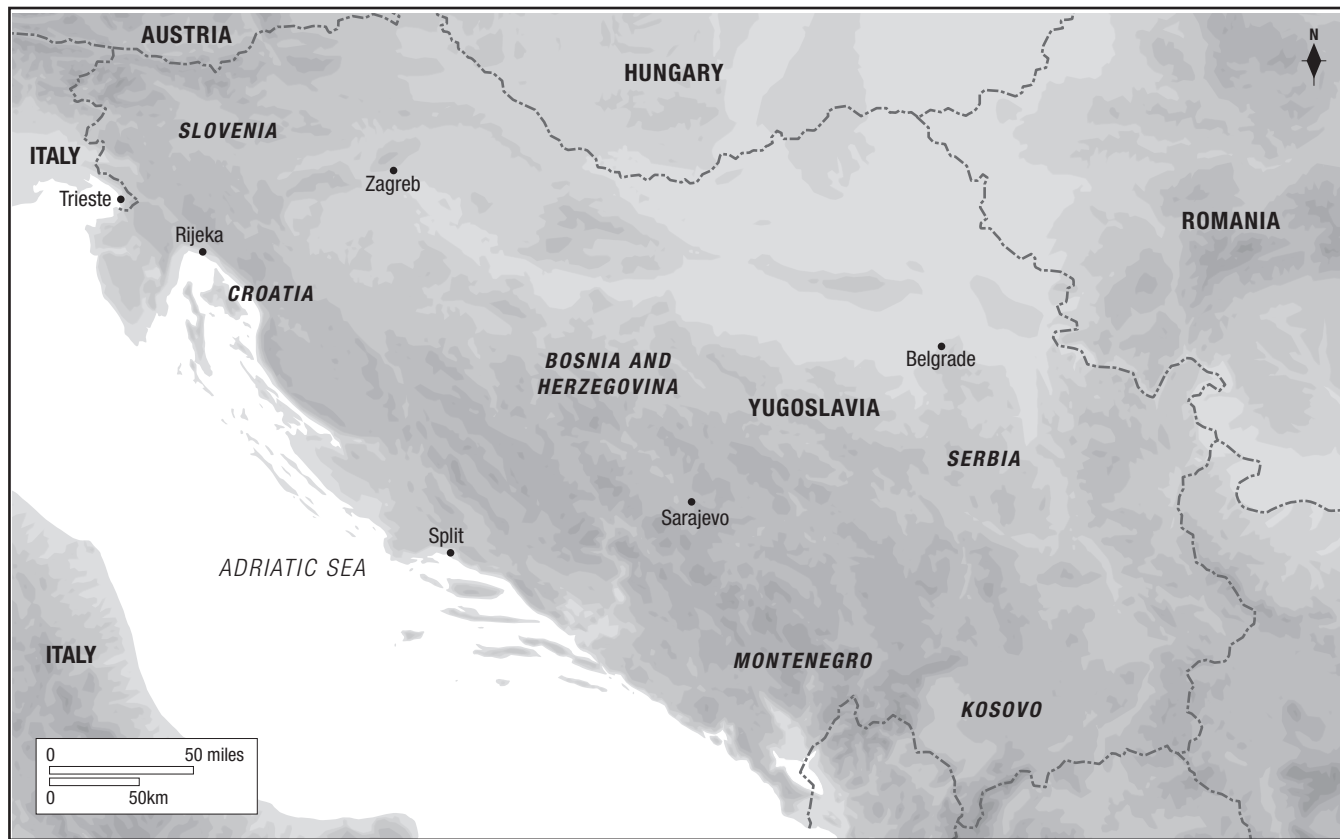 AUSTRIA
N
HUNGARY
SLOVENIA
ITALY
Zagreb
Trieste
ROMANIA
Rijeka
CROATIA
BOSNIA AND
HERZEGOVINA
Belgrade
YUGOSLAVIA
SERBIA
Sarajevo
Split
ADRIATIC SEA
ITALY
MONTENEGRO
KOSOVO
0 50 miles
0 50km